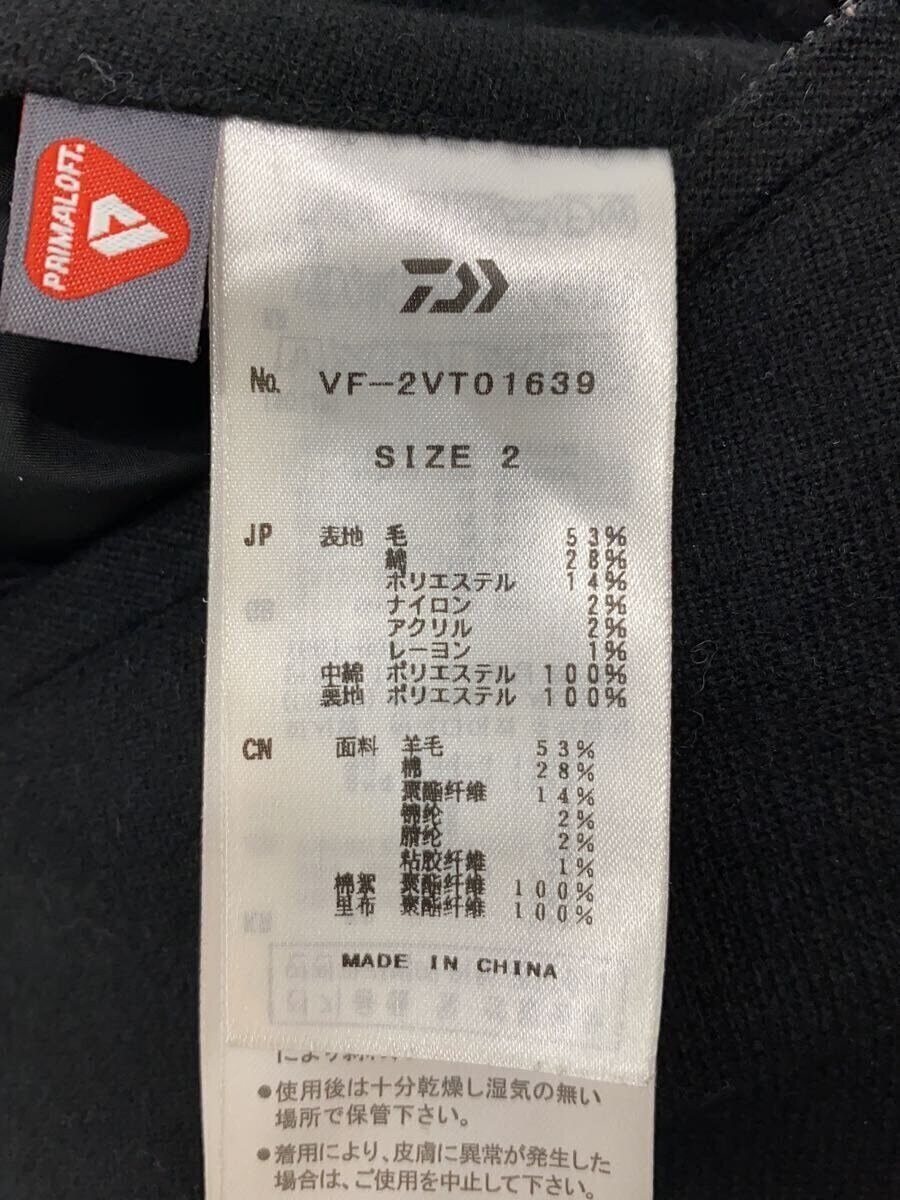 PRIMALOFT.
No. VF-2VT01639
SIZE 2
JP 表地 毛 53%
綿 28%
ポリエステル 14%
ナイロン 2%
アクリル 2%
レーヨン 1%
中綿 ポリエステル 100%
裏地 ポリエステル 100%
CN 面料 羊毛 53%
棉 28%
聚酯纤维 14%
锦纶 2%
腈纶 2%
粘胶纤维 1%
棉絮 聚酯纤维 100%
里布 聚酯纤维 100%
MADE IN CHINA
●使用後は十分乾燥し湿気の無い
場所で保管下さい。
●着用により、皮膚に異常が発生した
場合は、ご使用を中止して下さい。